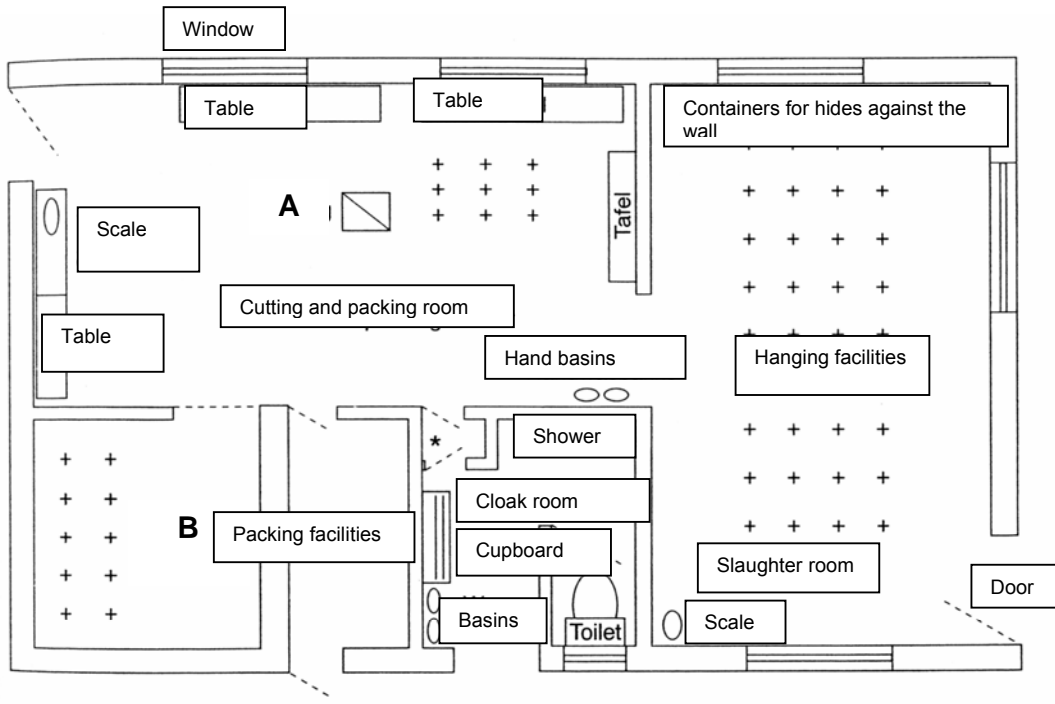 Window
Table
Table
Containers for hides against the
wall
A
Tafel
Scale
Cutting and packing room
Table
Hand basins
Hanging facilities
*
Shower
Cloak room
B
Packing facilities
Cupboard
Slaughter room
Door
Basins
Toilet
Scale